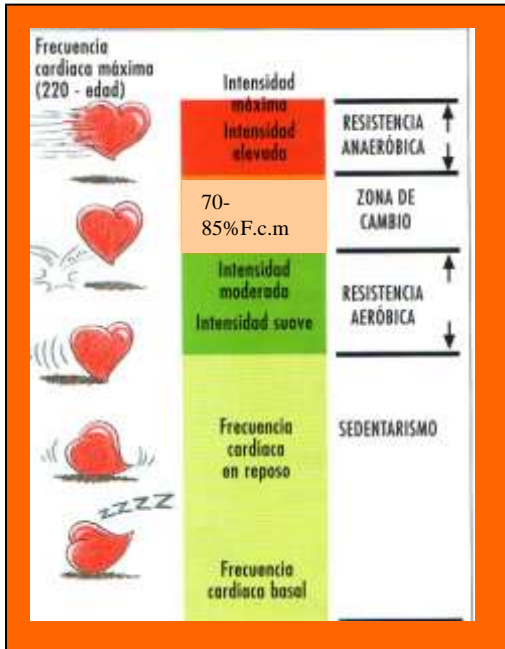 Frecuencia
cardiaca máxima
(220 - edad)
Intensidad
máxima
Intensidad
elevada
RESISTENCIA
ANAERÓBICA
70-
85%F.c.m
ZONA DE
CAMBIO
Intensidad
moderada
Intensidad suave
RESISTENCIA
AERÓBICA
Frecuencia
cardiaca
en reposo
SEDENTARISMO
zzzz
Frecuencia
cardiaca basal